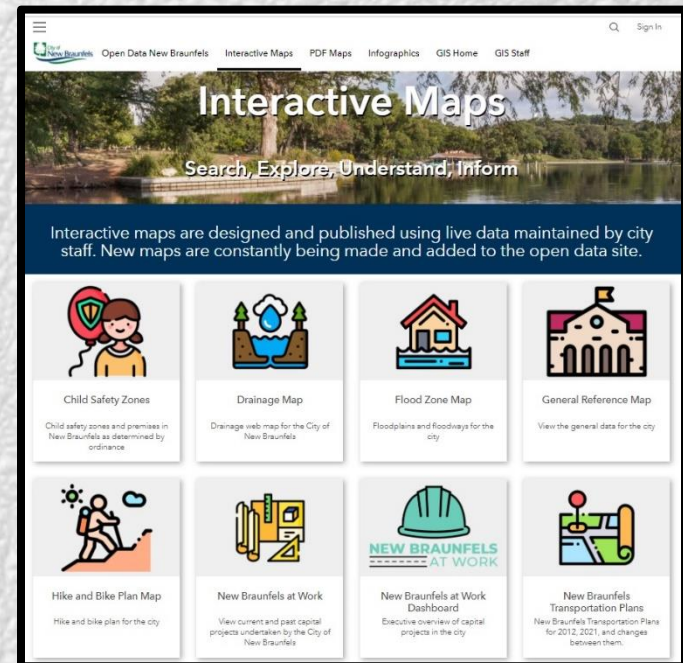 Sign In
City of
New Braunfels
Open Data New Braunfels
Interactive Maps
PDF Maps
Infographics
GIS Home
GIS Staff
Interactive Maps
Search, Explore, Understand, Inform
Interactive maps are designed and published using live data maintained by city
staff. New maps are constantly being made and added to the open data site.
Child Safety Zones
Child safety zones and premises in
New Braunfels as determined by
ordinance
Drainage Map
Drainage web map for the City of
New Braunfels
Flood Zone Map
Floodplains and floodways for the
city
General Reference Map
View the general data for the city
Hike and Bike Plan Map
Hike and bike plan for the city
New Braunfels at Work
View current and past capital
projects undertaken by the City of
New Braunfels
NEW BRAUNFELS
AT WORK
New Braunfels at Work
Dashboard
Executive overview of capital
projects in the city
New Braunfels
Transportation Plans
New Braunfels Transportation Plans
for 2012, 2021, and changes
between them.